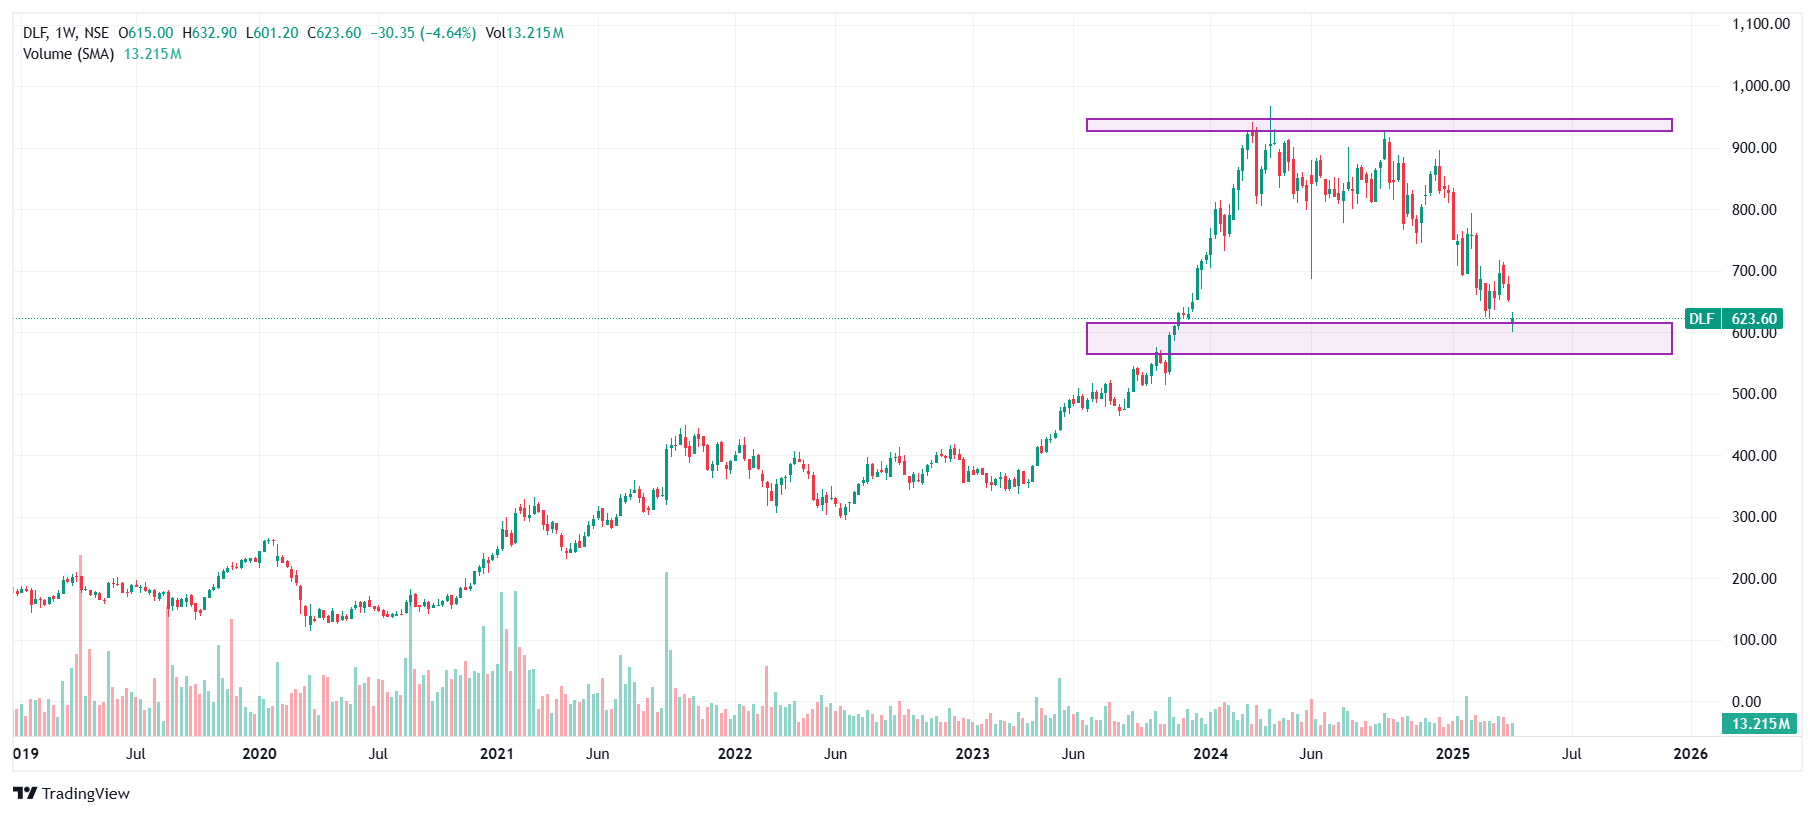 DLF, 1W, NSE O615.00 H632.90 L601.20 C623.60 −30.35 (−4.64%) Vol13.215M
Volume (SMA) 13.215M
1,100.00
1,000.00
900.00
800.00
700.00
DLF 623.60
600.00
500.00
400.00
300.00
200.00
100.00
0.00
13.215M
2019 Jul 2020 Jul 2021 Jun 2022 Jun 2023 Jun 2024 Jun 2025 Jul 2026
TradingView